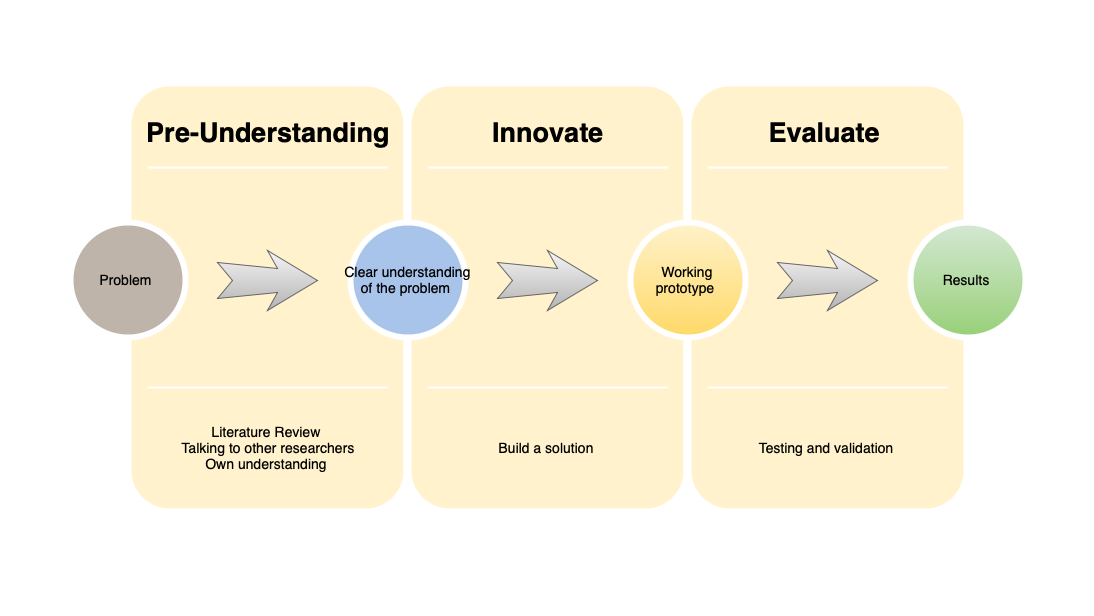 Pre-Understanding
Innovate
Evaluate
Problem
Clear understanding
of the problem
Working
prototype
Results
Literature Review
Talking to other researchers
Own understanding
Build a solution
Testing and validation